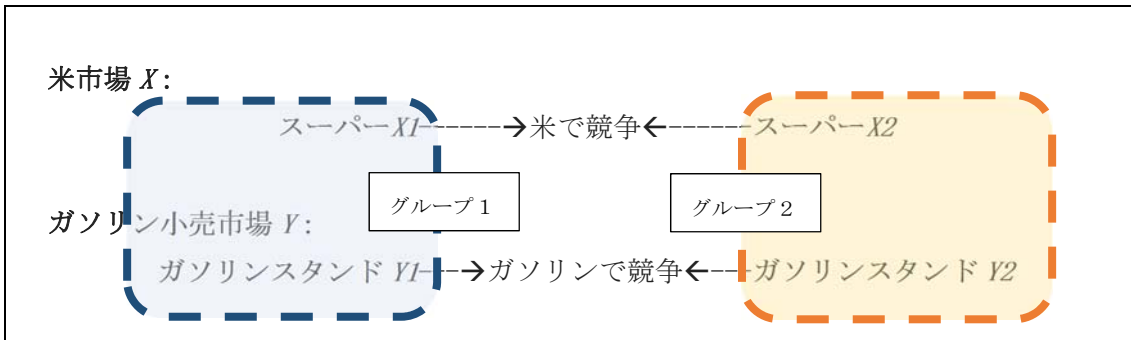 米市場 X:
スーパーX1------→米で競争←------スーパーX2
グループ1 グループ2
ガソリン小売市場 Y:
ガソリンスタンド Y1---→ガソリンで競争←---ガソリンスタンド Y2